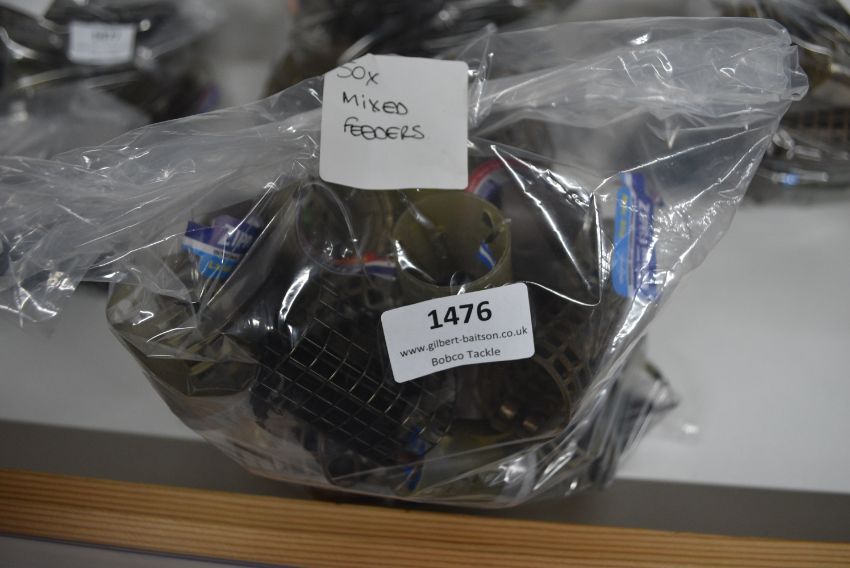 50x
MIXED
FEEDERS.
1476
www.gilbert-baitson.co.uk
Bobco Tackle